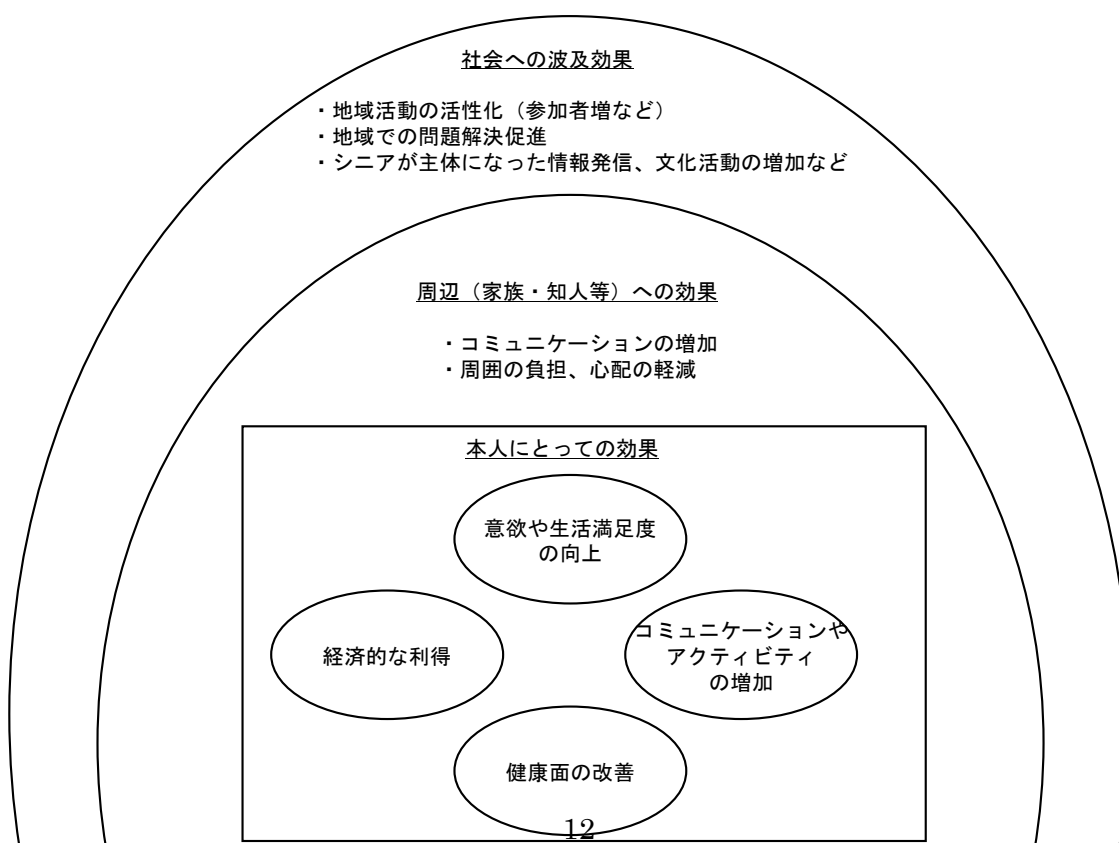 社会への波及効果
・地域活動の活性化（参加者増など）
・地域での問題解決促進
・シニアが主体になった情報発信、文化活動の増加など
周辺（家族・知人等）への効果
・コミュニケーションの増加
・周囲の負担、心配の軽減
本人にとっての効果
意欲や生活満足度
の向上
経済的な利得
コミュニケーションや
アクティビティ
の増加
健康面の改善
12